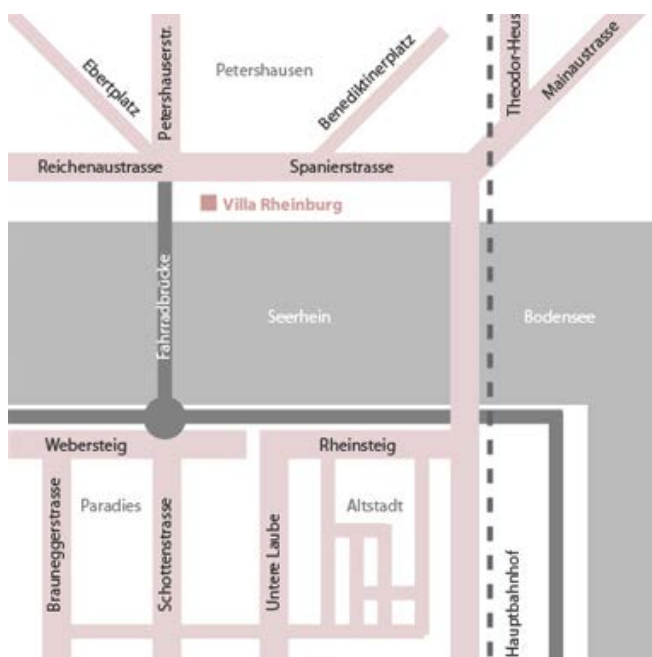 Ebertplatz
Petershauserstr.
Petershausen
Benediktinerplatz
Theodor-Heus
Mainaustrasse
Reichenaustrasse
Spanierstrasse
Villa Rheinburg
Fahrradbrücke
Seerhein
Bodensee
Webersteig
Rheinsteig
Brauneggerstrasse
Paradies
Schottenstrasse
Untere Laube
Altstadt
Hauptbahnhof